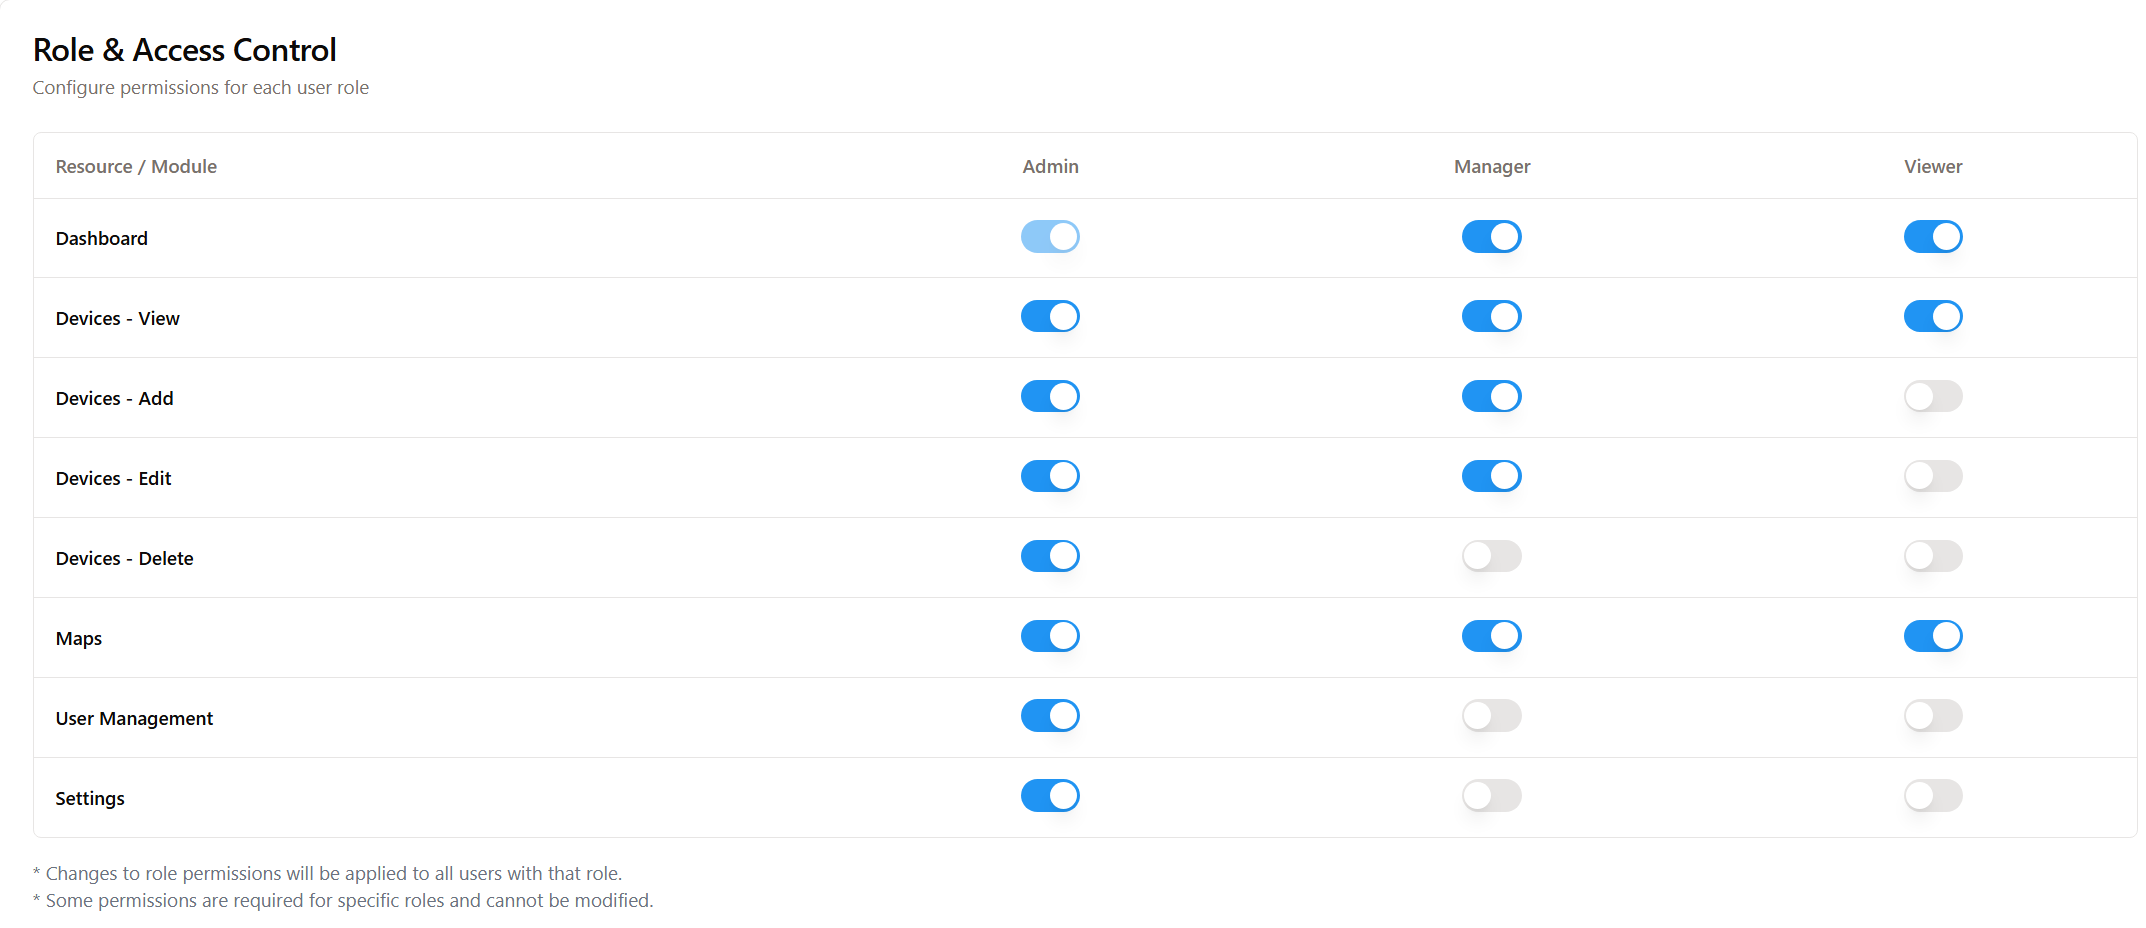 Role & Access Control
Configure permissions for each user role
Resource / Module Admin Manager Viewer
Dashboard
Devices - View
Devices - Add
Devices - Edit
Devices - Delete
Maps
User Management
Settings
* Changes to role permissions will be applied to all users with that role.
* Some permissions are required for specific roles and cannot be modified.